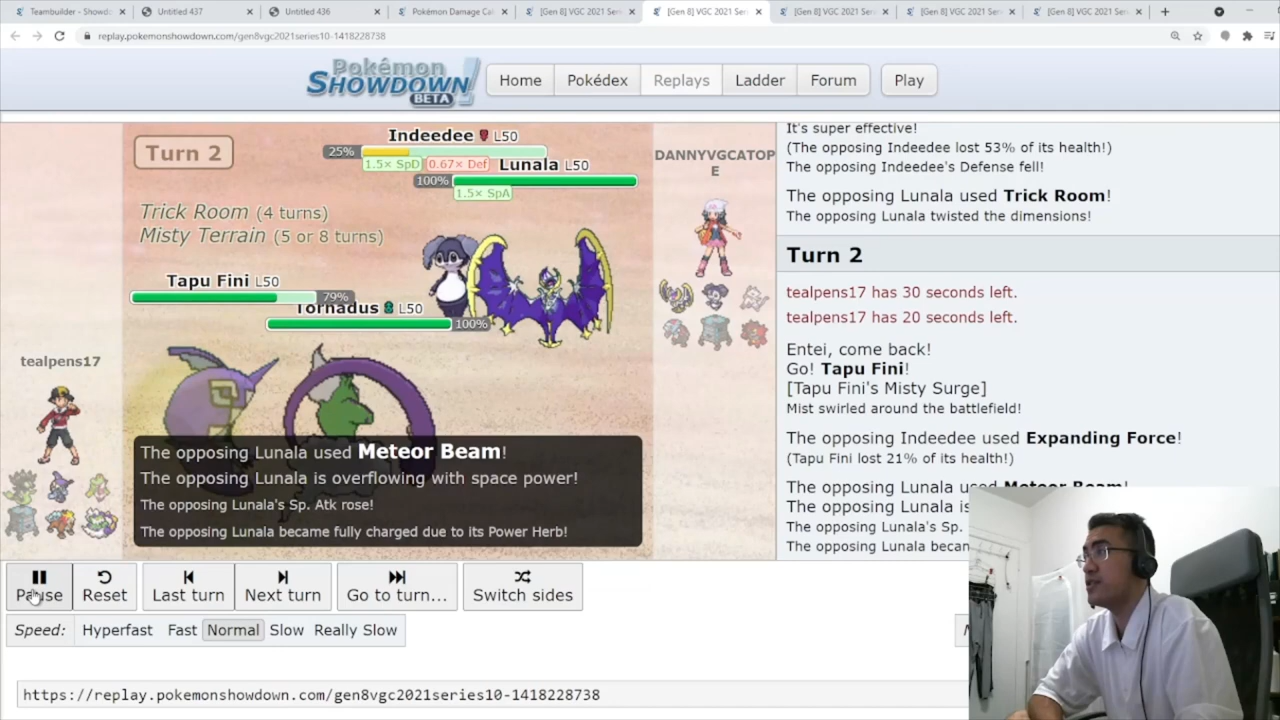 Teambuilder - Showd
Untitled 437
Untitled 436
Pokémon Damage Cal
[Gen 8] VGC 2021 Seri
[Gen 8] VGC 2021 Seri
[Gen 8] VGC 2021 Seri
[Gen 8] VGC 2021 Seri
[Gen 8] VGC 2021 Seri
replay.pokemonshowdown.com/gen8vgc2021series10-1418228738
Pokémon
SHOWDOWN!
BETA
Home
Pokédex
Replays
Ladder
Forum
Play
Turn 2
Indeedee L50
25%
1.5× SpD
0.67× Def
Lunala L50
100%
1.5× SpA
Trick Room (4 turns)
Misty Terrain (5 or 8 turns)
Tapu Fini L50
79%
Tornadus L50
100%
tealpens17
DANNYVGCATOP
E
The opposing Lunala used Meteor Beam!
The opposing Lunala is overflowing with space power!
The opposing Lunala's Sp. Atk rose!
The opposing Lunala became fully charged due to its Power Herb!
It's super effective!
(The opposing Indeedee lost 53% of its health!)
The opposing Indeedee's Defense fell!
The opposing Lunala used Trick Room!
The opposing Lunala twisted the dimensions!
Turn 2
tealpens17 has 30 seconds left.
tealpens17 has 20 seconds left.
Entei, come back!
Go! Tapu Fini!
[Tapu Fini's Misty Surge]
Mist swirled around the battlefield!
The opposing Indeedee used Expanding Force!
(Tapu Fini lost 21% of its health!)
The opposing Lunala used Meteor Beam!
The opposing Lunala is
The opposing Lunala's Sp.
The opposing Lunala becam
Pause
Reset
Last turn
Next turn
Go to turn...
Switch sides
Speed:
Hyperfast
Fast
Normal
Slow
Really Slow
https://replay.pokemonshowdown.com/gen8vgc2021series10-1418228738